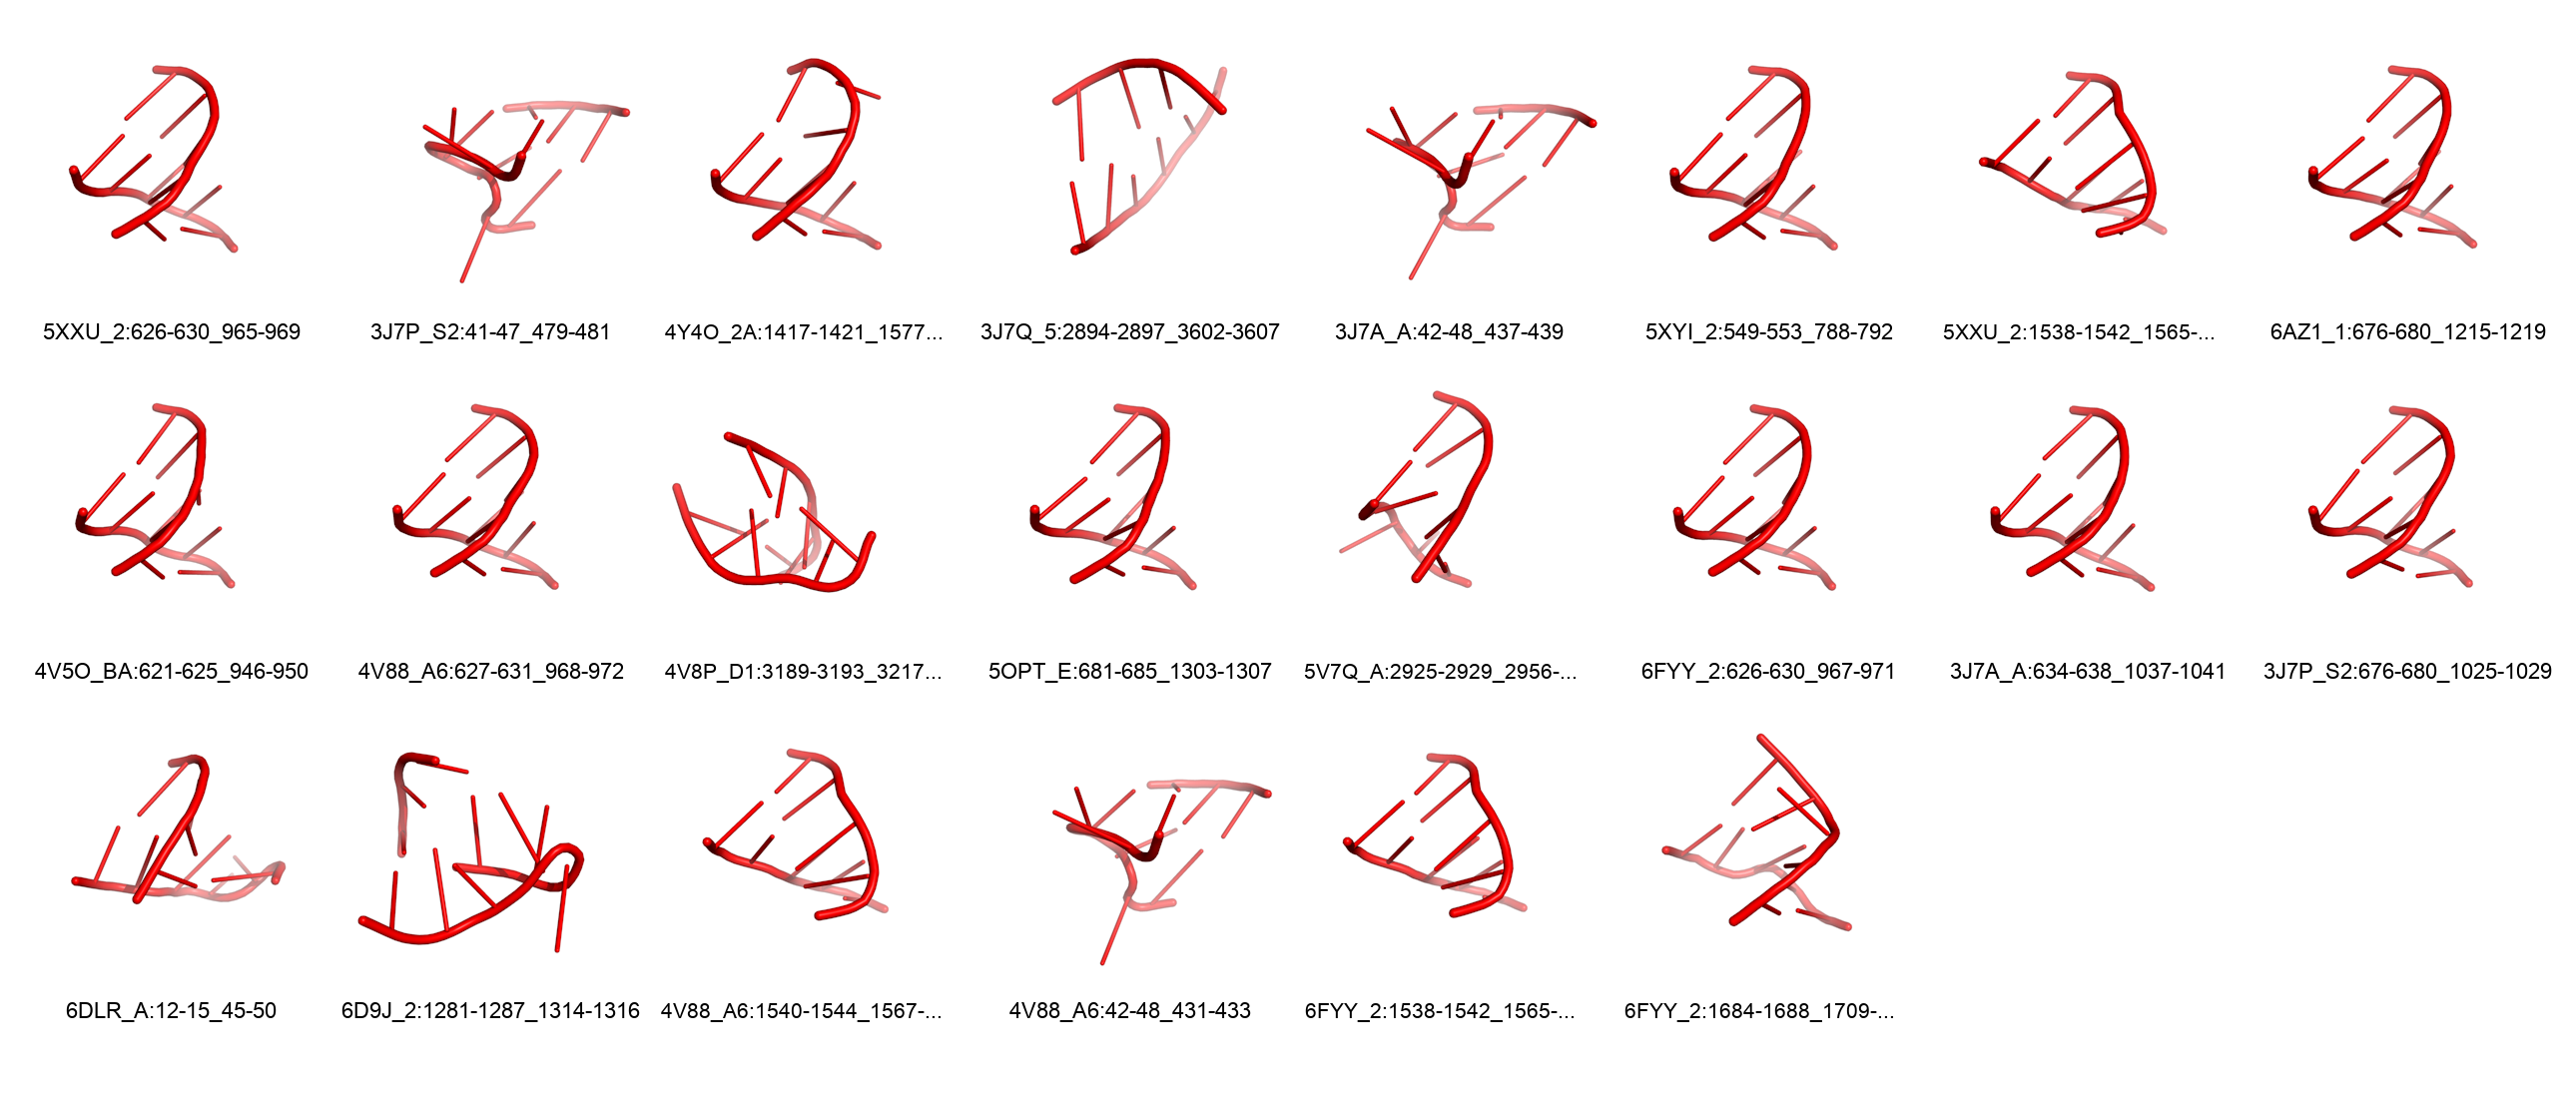 5XXU_2:626-630_965-969
3J7P_S2:41-47_479-481
4Y4O_2A:1417-1421_1577...
3J7Q_5:2894-2897_3602-3607
3J7A_A:42-48_437-439
5XYI_2:549-553_788-792
5XXU_2:1538-1542_1565-...
6AZ1_1:676-680_1215-1219
4V5O_BA:621-625_946-950
4V88_A6:627-631_968-972
4V8P_D1:3189-3193_3217...
5OPT_E:681-685_1303-1307
5V7Q_A:2925-2929_2956-...
6FYY_2:626-630_967-971
3J7A_A:634-638_1037-1041
3J7P_S2:676-680_1025-1029
6DLR_A:12-15_45-50
6D9J_2:1281-1287_1314-1316
4V88_A6:1540-1544_1567-...
4V88_A6:42-48_431-433
6FYY_2:1538-1542_1565-...
6FYY_2:1684-1688_1709-...